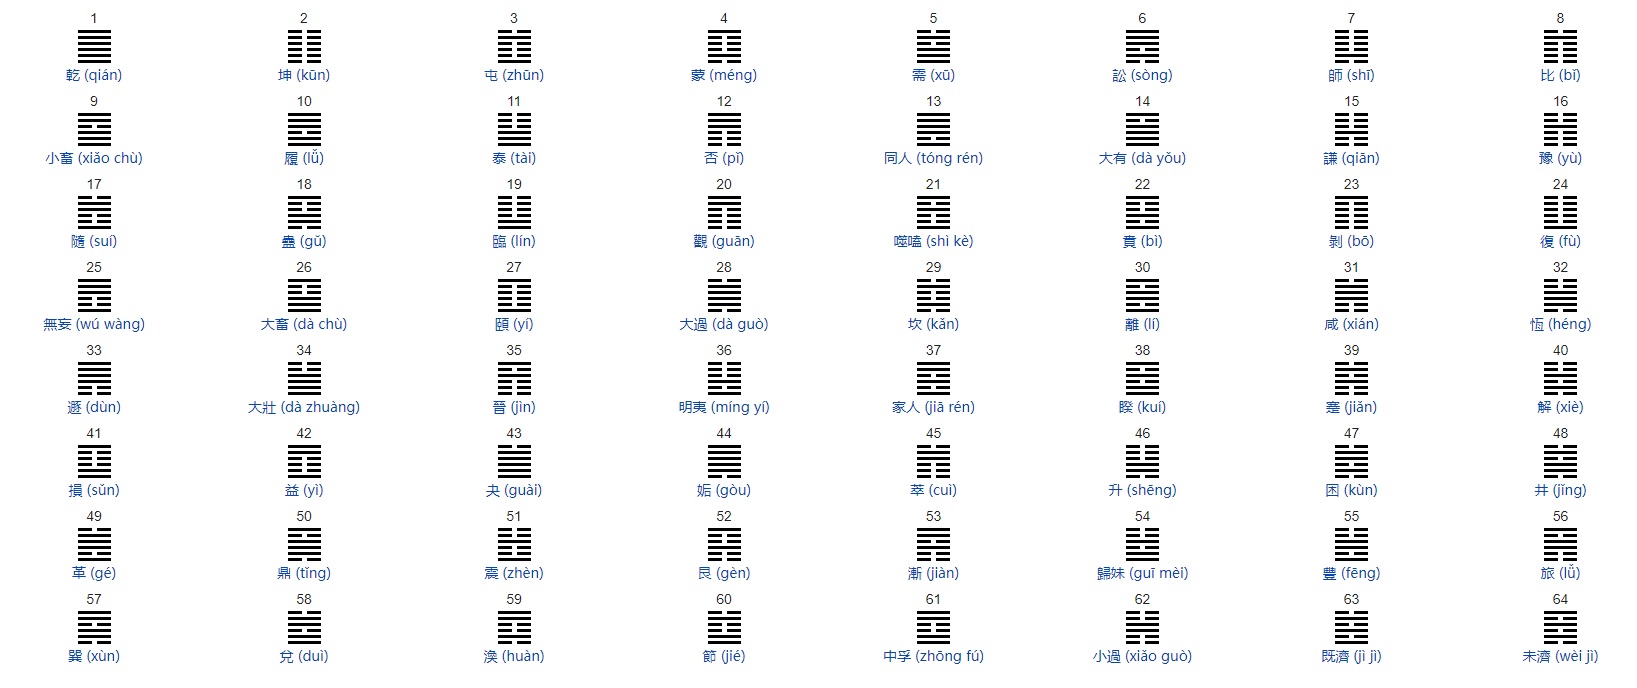 1 2 3 4 5 6 7 8
乾 (qián) 坤 (kūn) 屯 (zhūn) 蒙 (méng) 需 (xū) 訟 (sòng) 師 (shī) 比 (bǐ)
9 10 11 12 13 14 15 16
小畜 (xiǎo chù) 履 (lǚ) 泰 (tài) 否 (pǐ) 同人 (tóng rén) 大有 (dà yǒu) 謙 (qiān) 豫 (yù)
17 18 19 20 21 22 23 24
隨 (suí) 蠱 (gǔ) 臨 (lín) 觀 (guān) 噬嗑 (shì kè) 賁 (bì) 剝 (bō) 復 (fù)
25 26 27 28 29 30 31 32
無妄 (wú wàng) 大畜 (dà chù) 頤 (yí) 大過 (dà guò) 坎 (kǎn) 離 (lí) 咸 (xián) 恆 (héng)
33 34 35 36 37 38 39 40
遯 (dùn) 大壯 (dà zhuàng) 晉 (jìn) 明夷 (míng yí) 家人 (jiā rén) 睽 (kuí) 蹇 (jiǎn) 解 (xiè)
41 42 43 44 45 46 47 48
損 (sǔn) 益 (yì) 夬 (guài) 姤 (gòu) 萃 (cuì) 升 (shēng) 困 (kùn) 井 (jǐng)
49 50 51 52 53 54 55 56
革 (gé) 鼎 (tǐng) 震 (zhèn) 艮 (gèn) 漸 (jiàn) 歸妹 (guī mèi) 豐 (fēng) 旅 (lǚ)
57 58 59 60 61 62 63 64
巽 (xùn) 兌 (duì) 渙 (huàn) 節 (jié) 中孚 (zhōng fú) 小過 (xiǎo guò) 既濟 (jì jì) 未濟 (wèi jì)